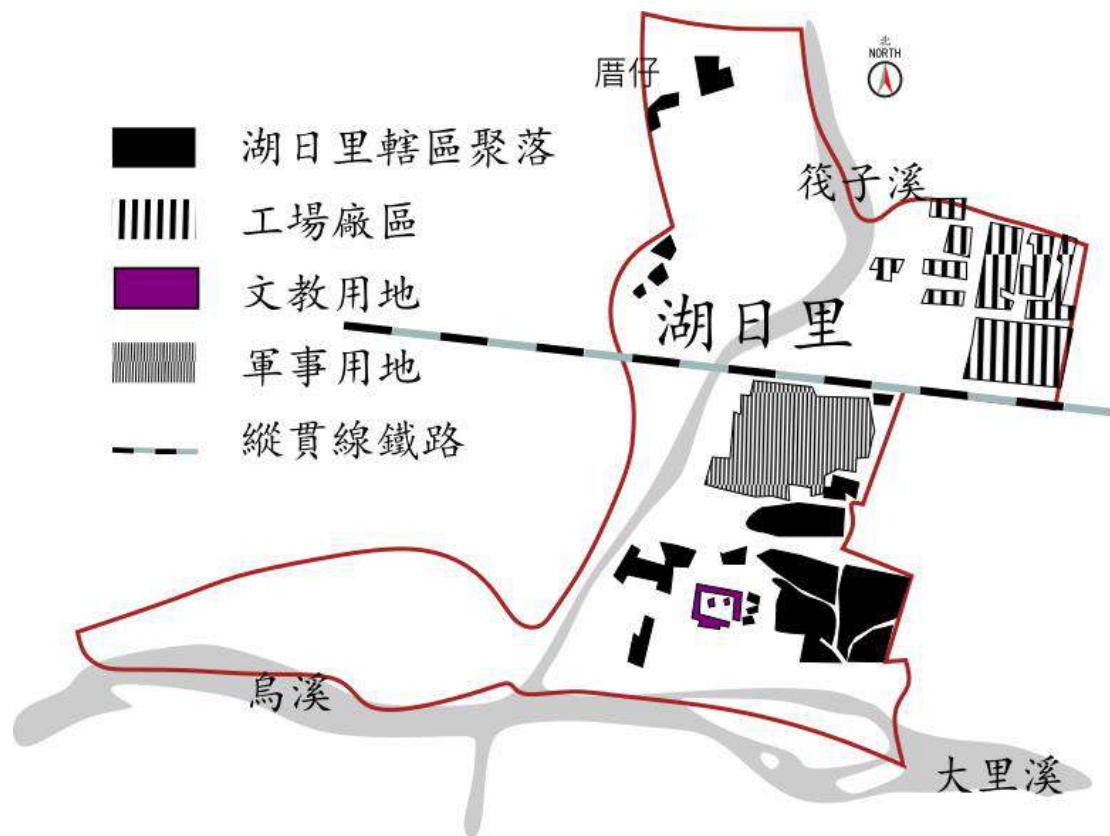 北
NORTH
厝仔
湖日里轄區聚落
筏子溪
工場廠區
文教用地
湖日里
軍事用地
縱貫線鐵路
烏溪
大里溪